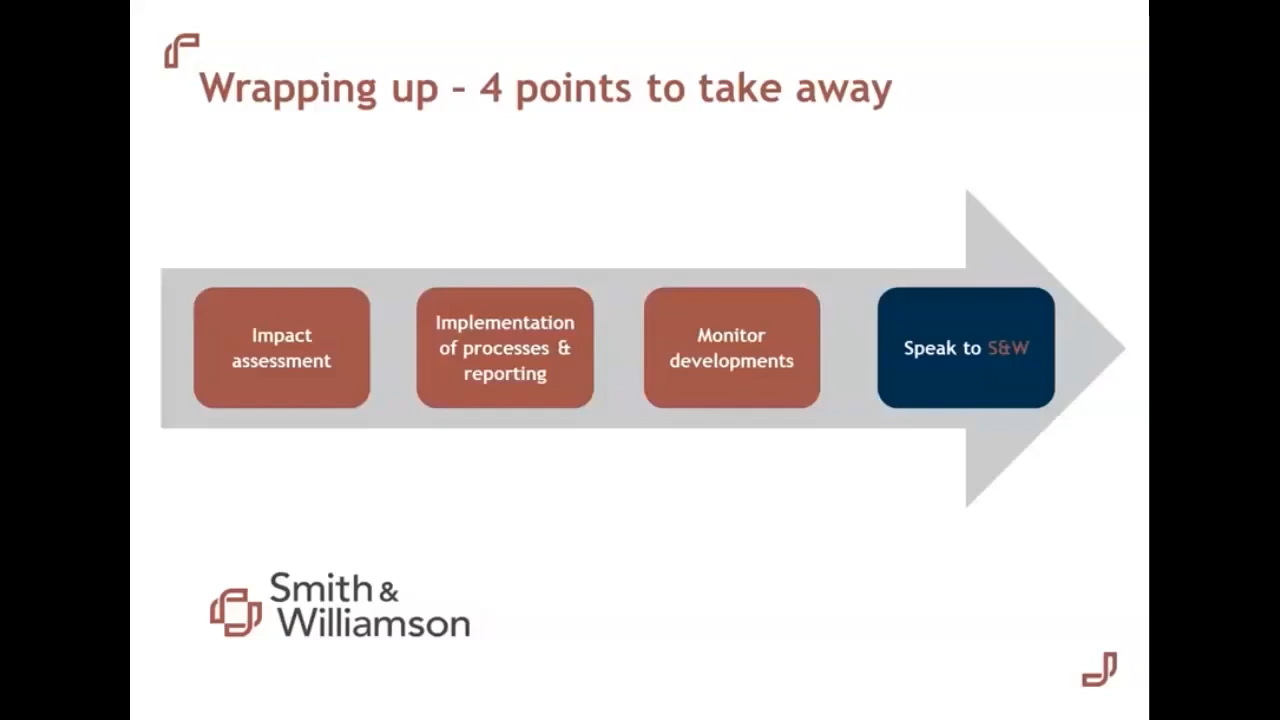 Wrapping up – 4 points to take away
Impact
assessment
Implementation
of processes &
reporting
Monitor
developments
Speak to S&W
Smith &
Williamson